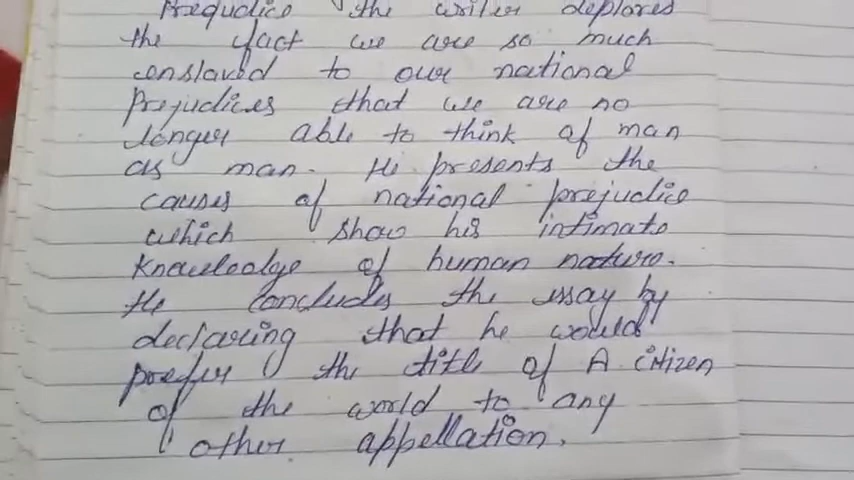 Prejudice the writer deplores
the fact we are so much
enslaved to our national
Prejudices that we are no
longer able to think of man
as man. He presents the
causes of national prejudice
which show his intimate
knowledge of human nature.
He concludes the essay by
declaring that he would
prefer the title of A citizen
of the world to any
other appellation.